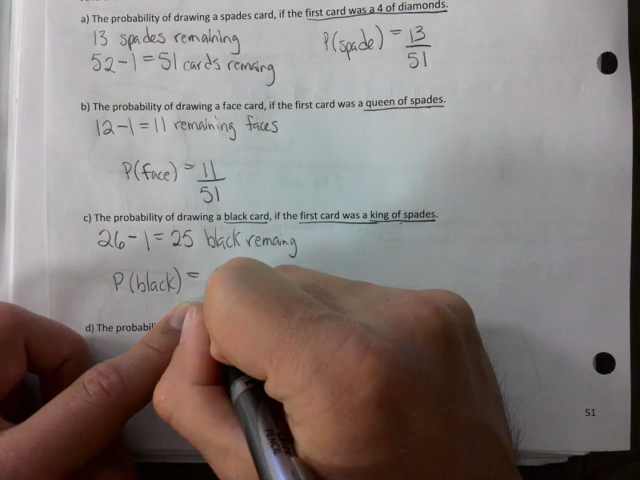 a) The probability of drawing a spades card, if the first card was a 4 of diamonds.
13 spades remaining
52-1=51 cards remaing
P(spade) = 13/51
b) The probability of drawing a face card, if the first card was a queen of spades.
12-1=11 remaining faces
P(face) = 11/51
c) The probability of drawing a black card, if the first card was a king of spades.
26-1=25 black remaing
P(black) =
d) The
51